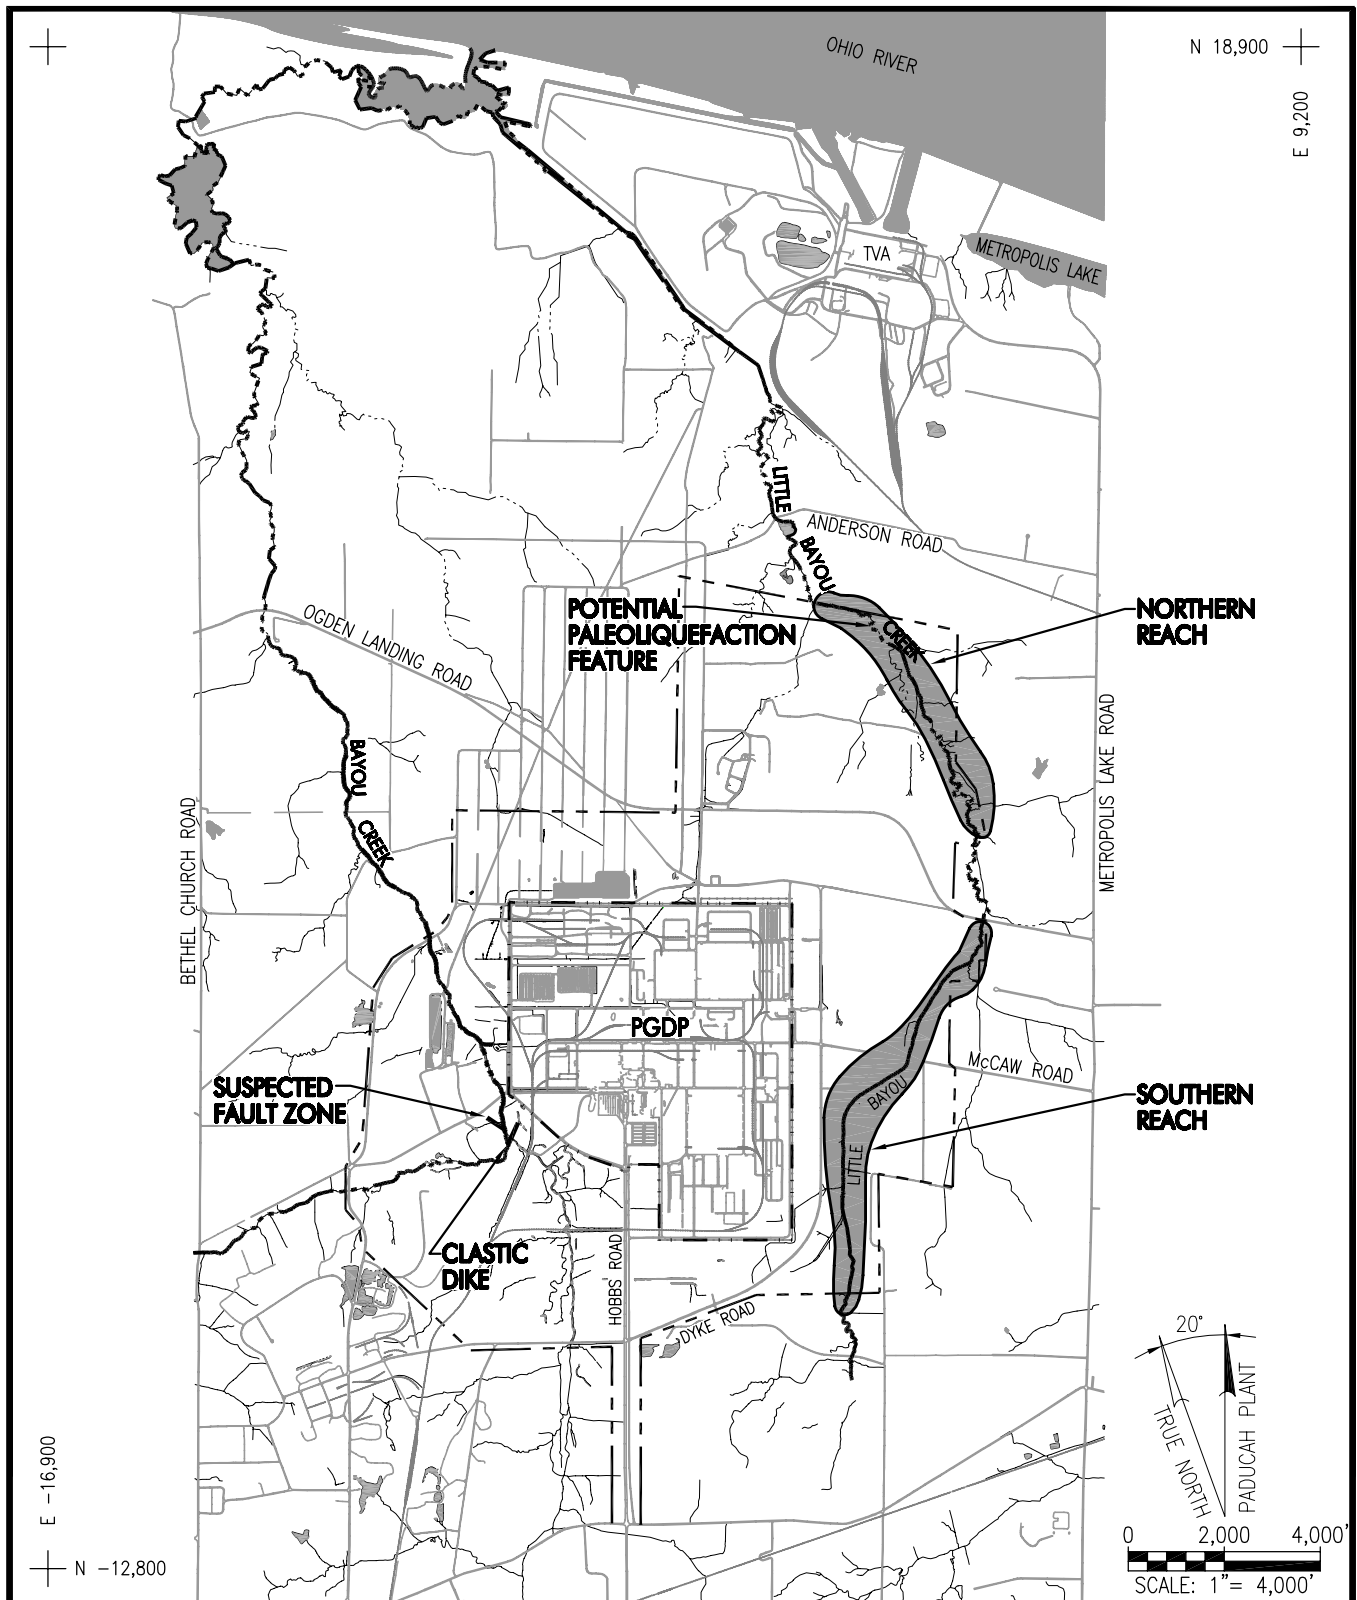 N 18,900
E 9,200
OHIO RIVER
METROPOLIS LAKE
TVA
LITTLE
BAYOU
CREEK
ANDERSON ROAD
POTENTIAL
PALEOLIQUEFACTION
FEATURE
NORTHERN
REACH
OGDEN LANDING ROAD
BAYOU
CREEK
BETHEL CHURCH ROAD
METROPOLIS LAKE ROAD
PGDP
McCAW ROAD
SUSPECTED
FAULT ZONE
SOUTHERN
REACH
BAYOU
LITTLE
CLASTIC
DIKE
HOBBS ROAD
DYKE ROAD
20°
TRUE NORTH
PADUCAH PLANT
E -16,900
N -12,800
0 2,000 4,000'
SCALE: 1"= 4,000'